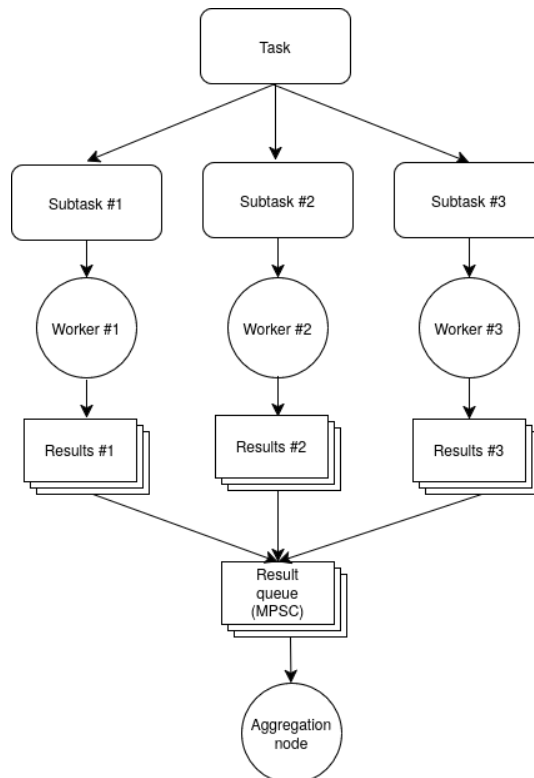 Task
Subtask #1
Subtask #2
Subtask #3
Worker #1
Worker #2
Worker #3
Results #1
Results #2
Results #3
Result
queue
(MPSC)
Aggregation
node